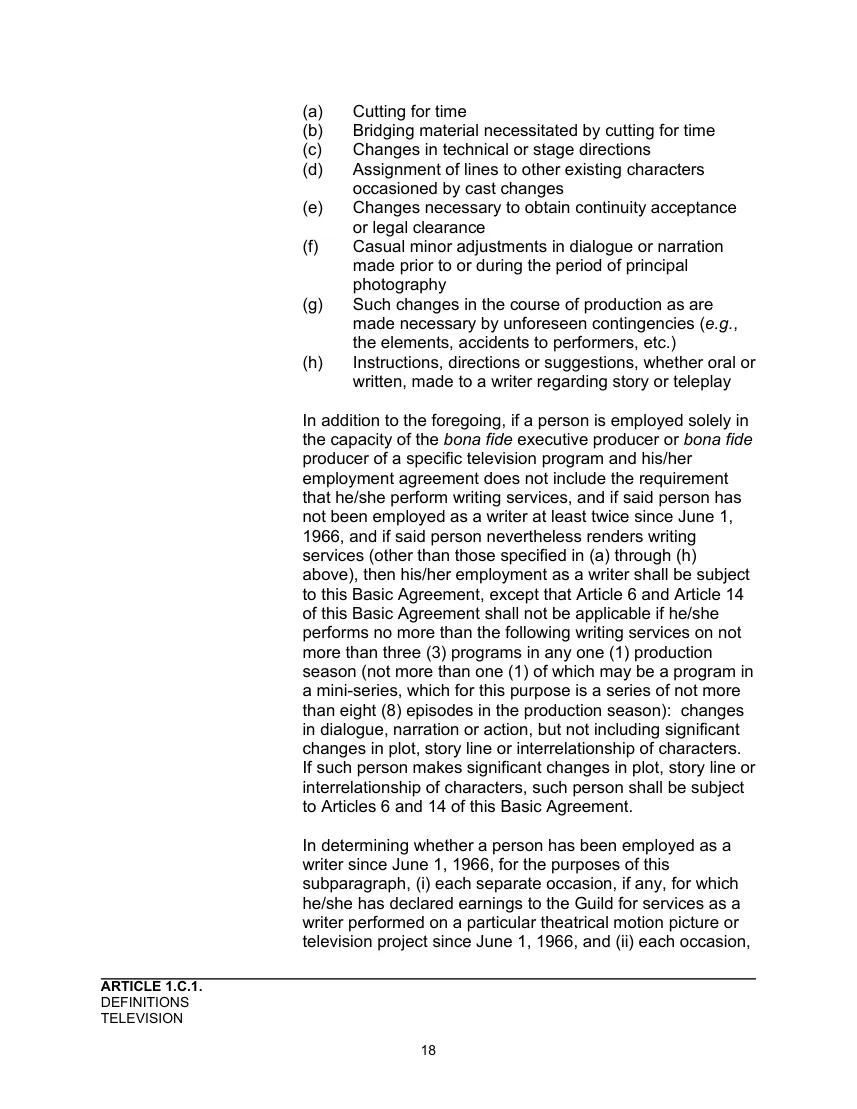 (a) Cutting for time
(b) Bridging material necessitated by cutting for time
(c) Changes in technical or stage directions
(d) Assignment of lines to other existing characters
occasioned by cast changes
(e) Changes necessary to obtain continuity acceptance
or legal clearance
(f) Casual minor adjustments in dialogue or narration
made prior to or during the period of principal
photography
(g) Such changes in the course of production as are
made necessary by unforeseen contingencies (e.g.,
the elements, accidents to performers, etc.)
(h) Instructions, directions or suggestions, whether oral or
written, made to a writer regarding story or teleplay
In addition to the foregoing, if a person is employed solely in
the capacity of the bona fide executive producer or bona fide
producer of a specific television program and his/her
employment agreement does not include the requirement
that he/she perform writing services, and if said person has
not been employed as a writer at least twice since June 1,
1966, and if said person nevertheless renders writing
services (other than those specified in (a) through (h)
above), then his/her employment as a writer shall be subject
to this Basic Agreement, except that Article 6 and Article 14
of this Basic Agreement shall not be applicable if he/she
performs no more than the following writing services on not
more than three (3) programs in any one (1) production
season (not more than one (1) of which may be a program in
a mini-series, which for this purpose is a series of not more
than eight (8) episodes in the production season):  changes
in dialogue, narration or action, but not including significant
changes in plot, story line or interrelationship of characters.
If such person makes significant changes in plot, story line or
interrelationship of characters, such person shall be subject
to Articles 6 and 14 of this Basic Agreement.
In determining whether a person has been employed as a
writer since June 1, 1966, for the purposes of this
subparagraph, (i) each separate occasion, if any, for which
he/she has declared earnings to the Guild for services as a
writer performed on a particular theatrical motion picture or
television project since June 1, 1966, and (ii) each occasion,
ARTICLE 1.C.1.
DEFINITIONS
TELEVISION
18